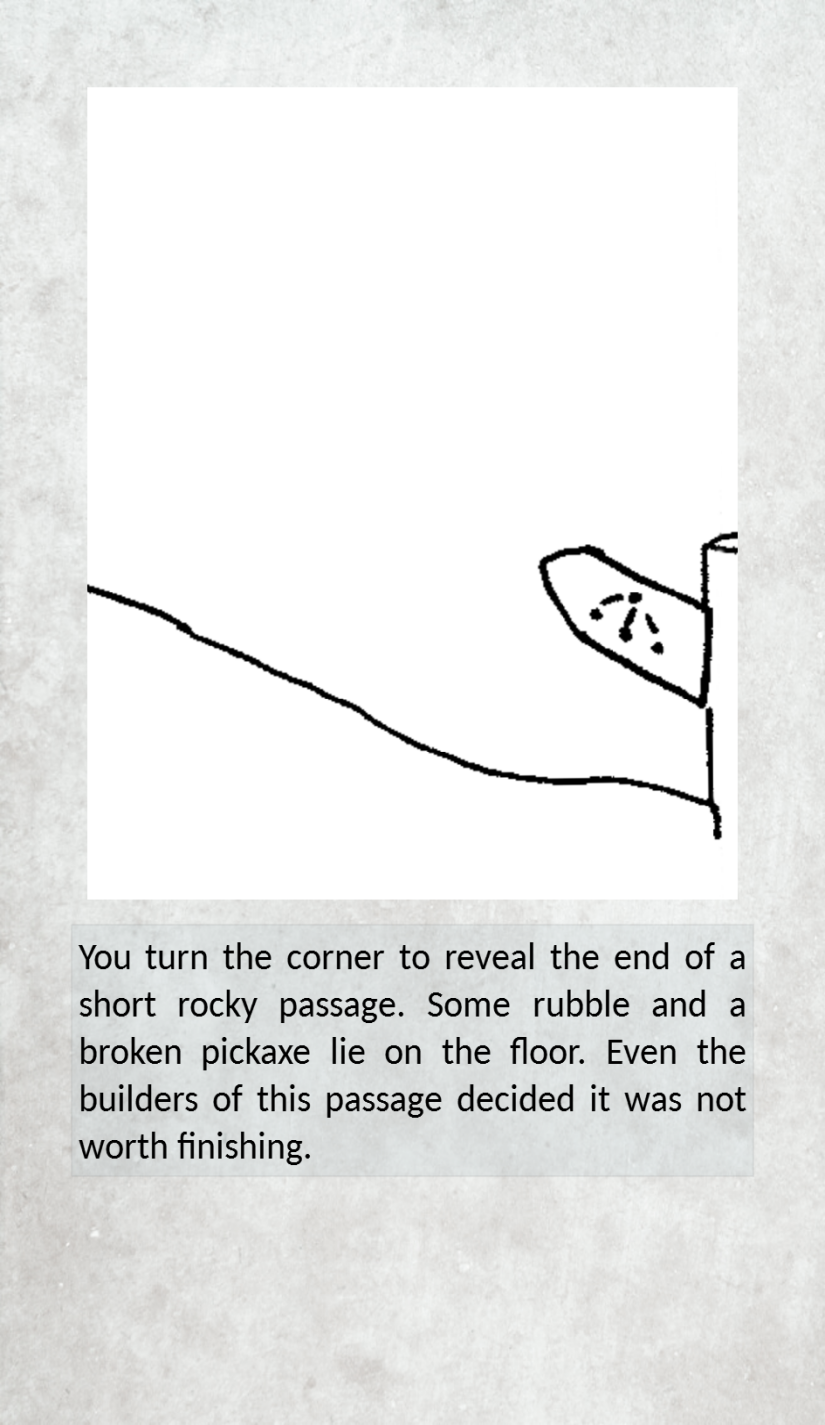 You turn the corner to reveal the end of a
short rocky passage. Some rubble and a
broken pickaxe lie on the floor. Even the
builders of this passage decided it was not
worth finishing.